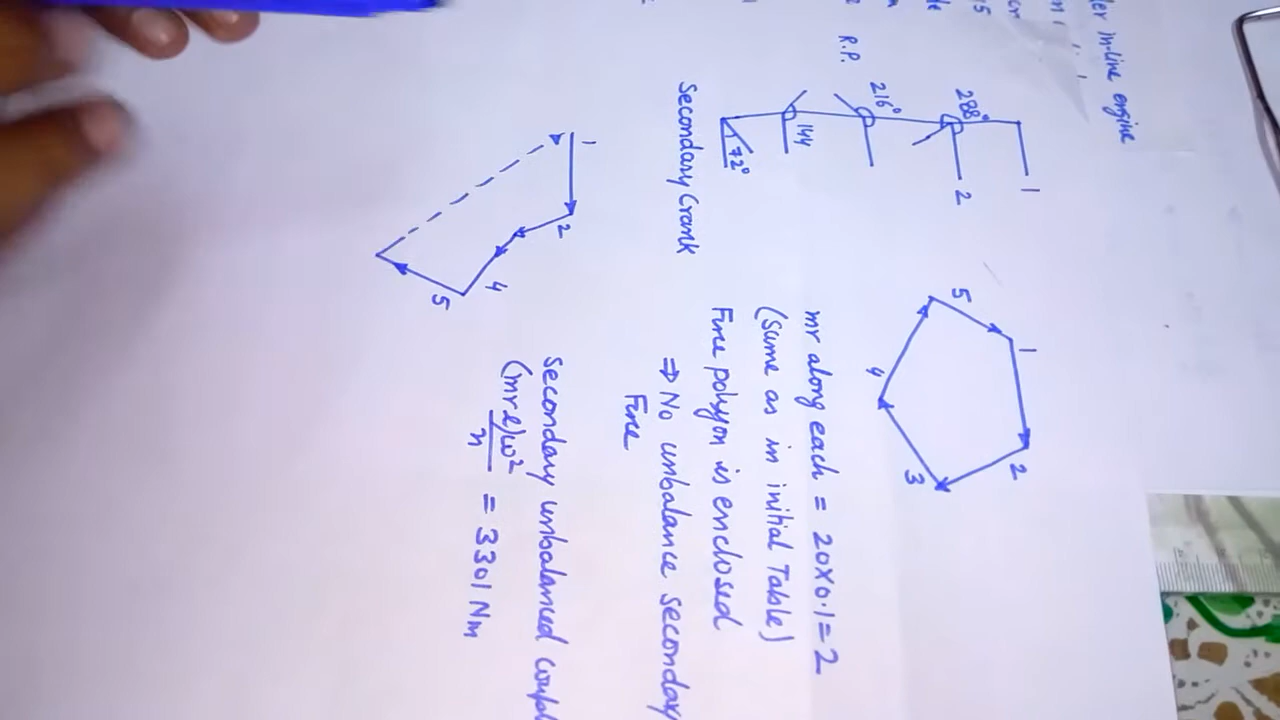 der in-line engine
R.P.
216°
288°
144
72°
1
2
Secondary Crank
1
2
3
4
5
mr along each = 20×0.1=2
(same as in initial Table)
Force polygon is enclosed
⇒ No unbalance secondary
Force
1
2
4
5
Secondary unbalanced coupl
(mrl)ω²/n = 3301 Nm